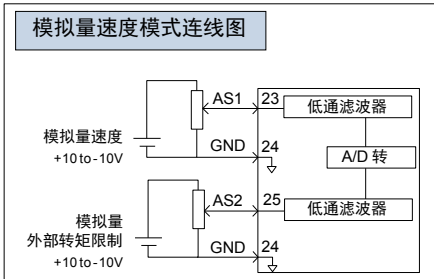 模拟量速度模式连线图
AS1
23
低通滤波器
模拟量速度
+10 to -10V
GND
24
A/D 转
AS2
25
低通滤波器
模拟量
外部转矩限制
+10 to -10V
GND
24